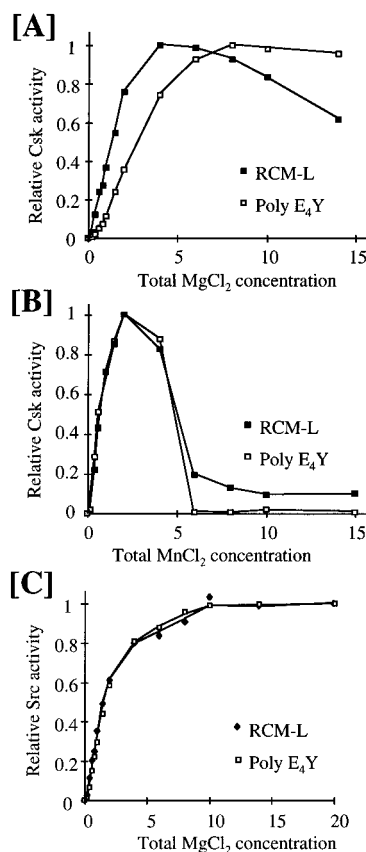 [A]
Relative Csk activity
1
0.8
0.6
0.4
0.2
0
RCM-L
Poly E₄Y
0 5 10 15
Total MgCl₂ concentration
[B]
Relative Csk activity
1
0.8
0.6
0.4
0.2
0
RCM-L
Poly E₄Y
0 5 10 15
Total MnCl₂ concentration
[C]
Relative Src activity
1
0.8
0.6
0.4
0.2
0
RCM-L
Poly E₄Y
0 5 10 15 20
Total MgCl₂ concentration